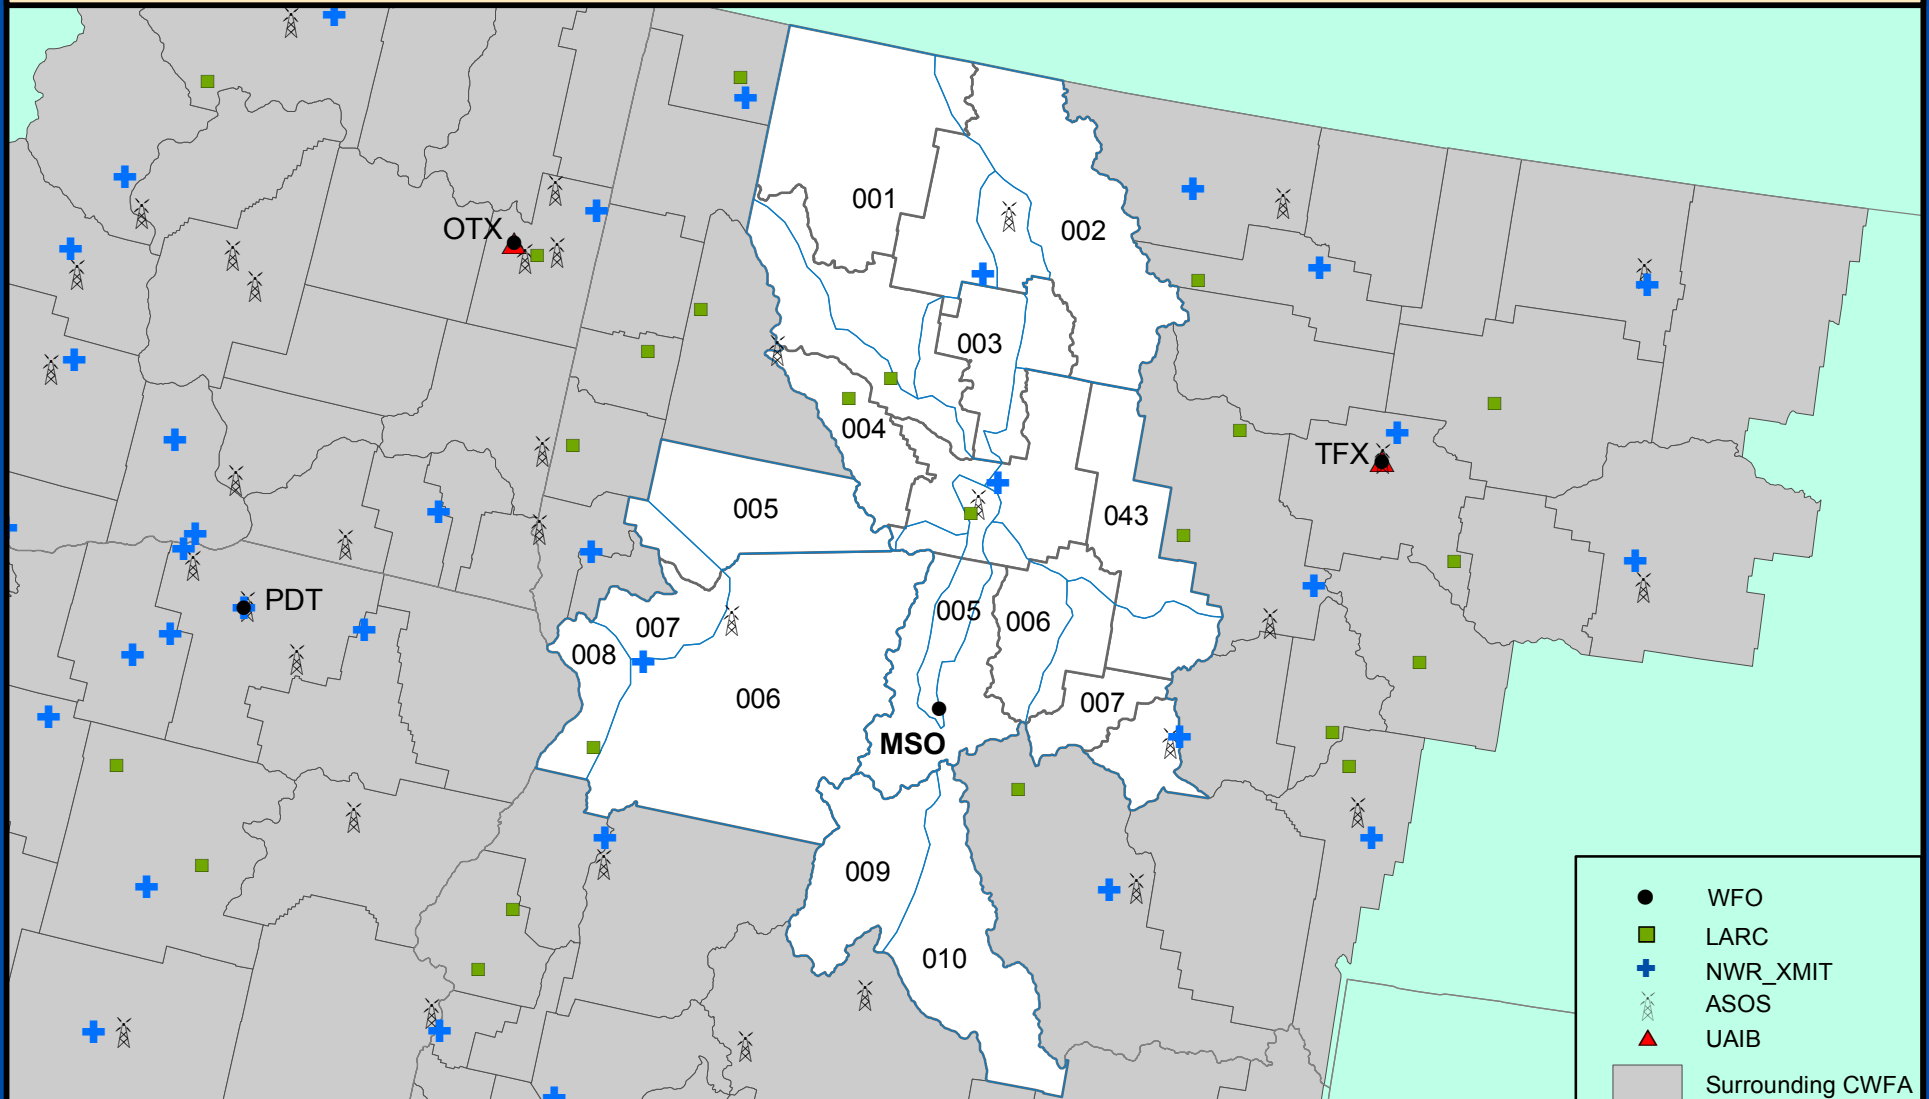 001
OTX
002
003
004
TFX
005
043
PDT
005
006
007
008
006
007
MSO
009
010
WFO
LARC
NWR_XMIT
ASOS
UAIB
Surrounding CWFA